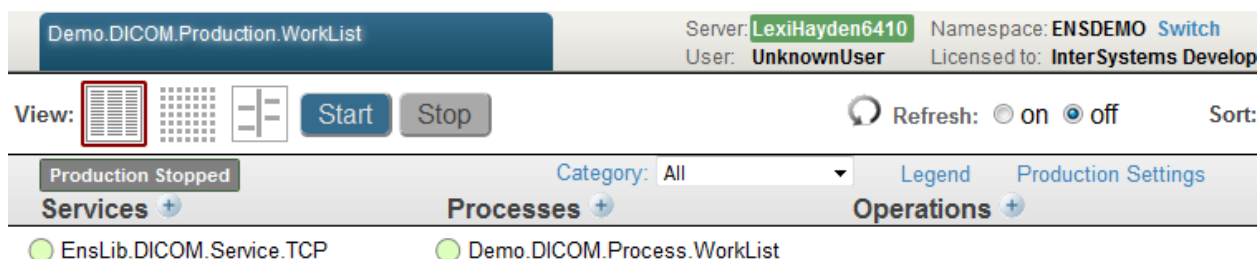 Demo.DICOM.Production.WorkList
Server: LexiHayden6410 Namespace: ENSDEMO Switch
User: UnknownUser Licensed to: InterSystems Develop
View: Start Stop Refresh: on off Sort:
Production Stopped Category: All Legend Production Settings
Services Processes Operations
EnsLib.DICOM.Service.TCP Demo.DICOM.Process.WorkList